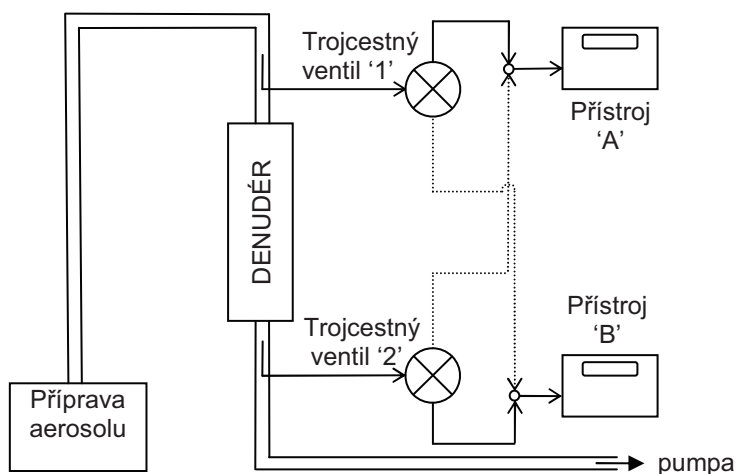 Trojcestný
ventil ‘1’
Přístroj
‘A’
DENUDÉR
Trojcestný
ventil ‘2’
Přístroj
‘B’
Příprava
aerosolu
pumpa